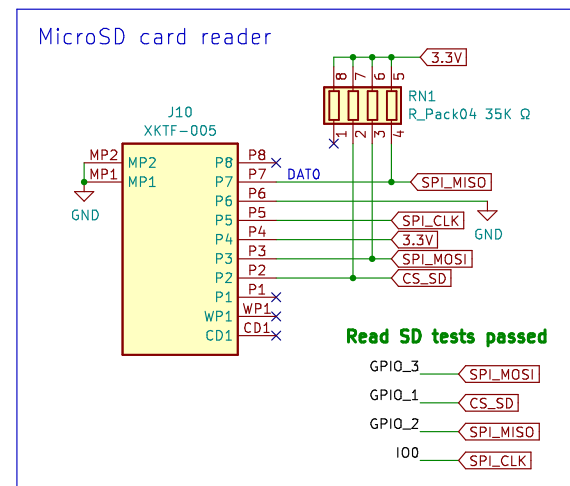 MicroSD card reader
3.3V
8 7 6 5
RN1
R_Pack04 35K Ω
1 2 3 4
J10
XKTF-005
MP2 MP2 P8 P8
MP1 MP1 P7 P7 DAT0 SPI_MISO
GND P6 P6 GND
P5 P5 SPI_CLK
P4 P4 3.3V
P3 P3 SPI_MOSI
P2 P2 CS_SD
P1 P1
WP1 WP1
CD1 CD1
Read SD tests passed
GPIO_3 SPI_MOSI
GPIO_1 CS_SD
GPIO_2 SPI_MISO
IO0 SPI_CLK